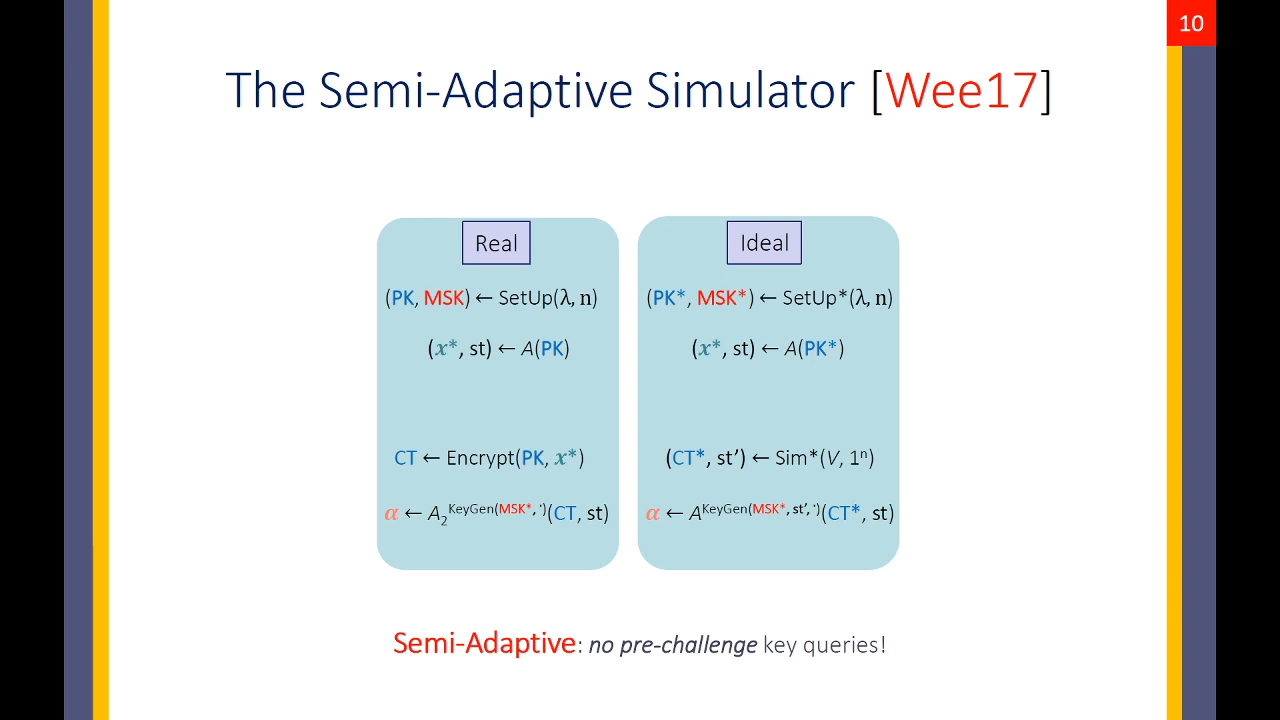 10
The Semi-Adaptive Simulator [Wee17]
Real
(PK, MSK) ← SetUp(λ, n)
(x*, st) ← A(PK)
CT ← Encrypt(PK, x*)
α ← A₂^KeyGen(MSK*, ·)(CT, st)
Ideal
(PK*, MSK*) ← SetUp*(λ, n)
(x*, st) ← A(PK*)
(CT*, st’) ← Sim*(V, 1ⁿ)
α ← A^KeyGen(MSK*, st’, ·)(CT*, st)
Semi-Adaptive: no pre-challenge key queries!